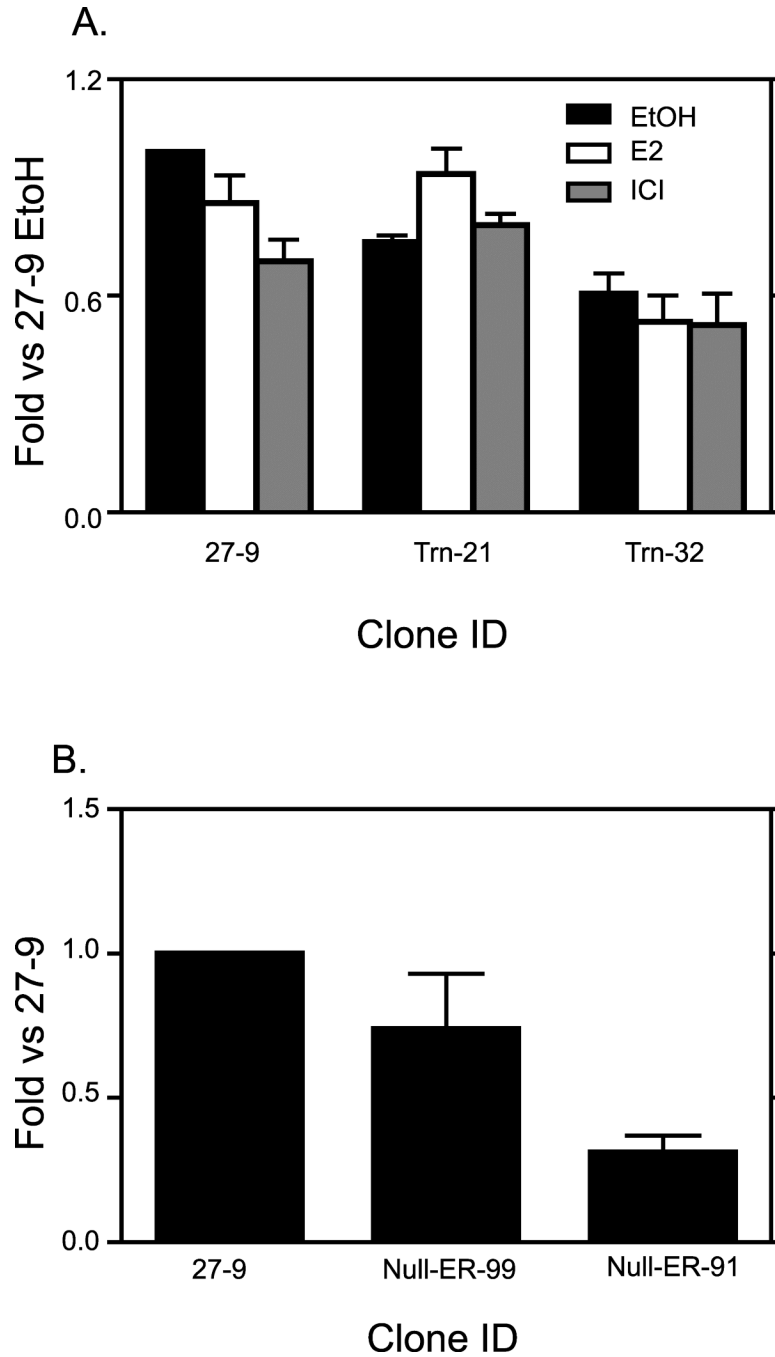 A.
1.2
0.6
0.0
Fold vs 27-9 EtoH
EtOH
E2
ICI
27-9 Trn-21 Trn-32
Clone ID
B.
1.5
1.0
0.5
0.0
Fold vs 27-9
27-9 Null-ER-99 Null-ER-91
Clone ID